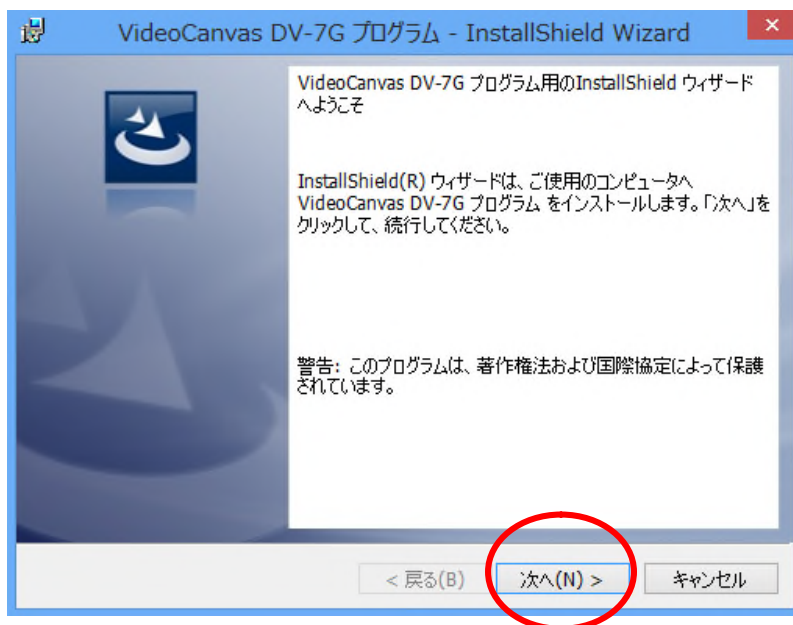 VideoCanvas DV-7G プログラム - InstallShield Wizard
VideoCanvas DV-7G プログラム用のInstallShield ウィザード
へようこそ
InstallShield(R) ウィザードは、ご使用のコンピュータへ
VideoCanvas DV-7G プログラム をインストールします。「次へ」を
クリックして、続行してください。
警告: このプログラムは、著作権法および国際協定によって保護
されています。
< 戻る(B)
次へ(N) >
キャンセル